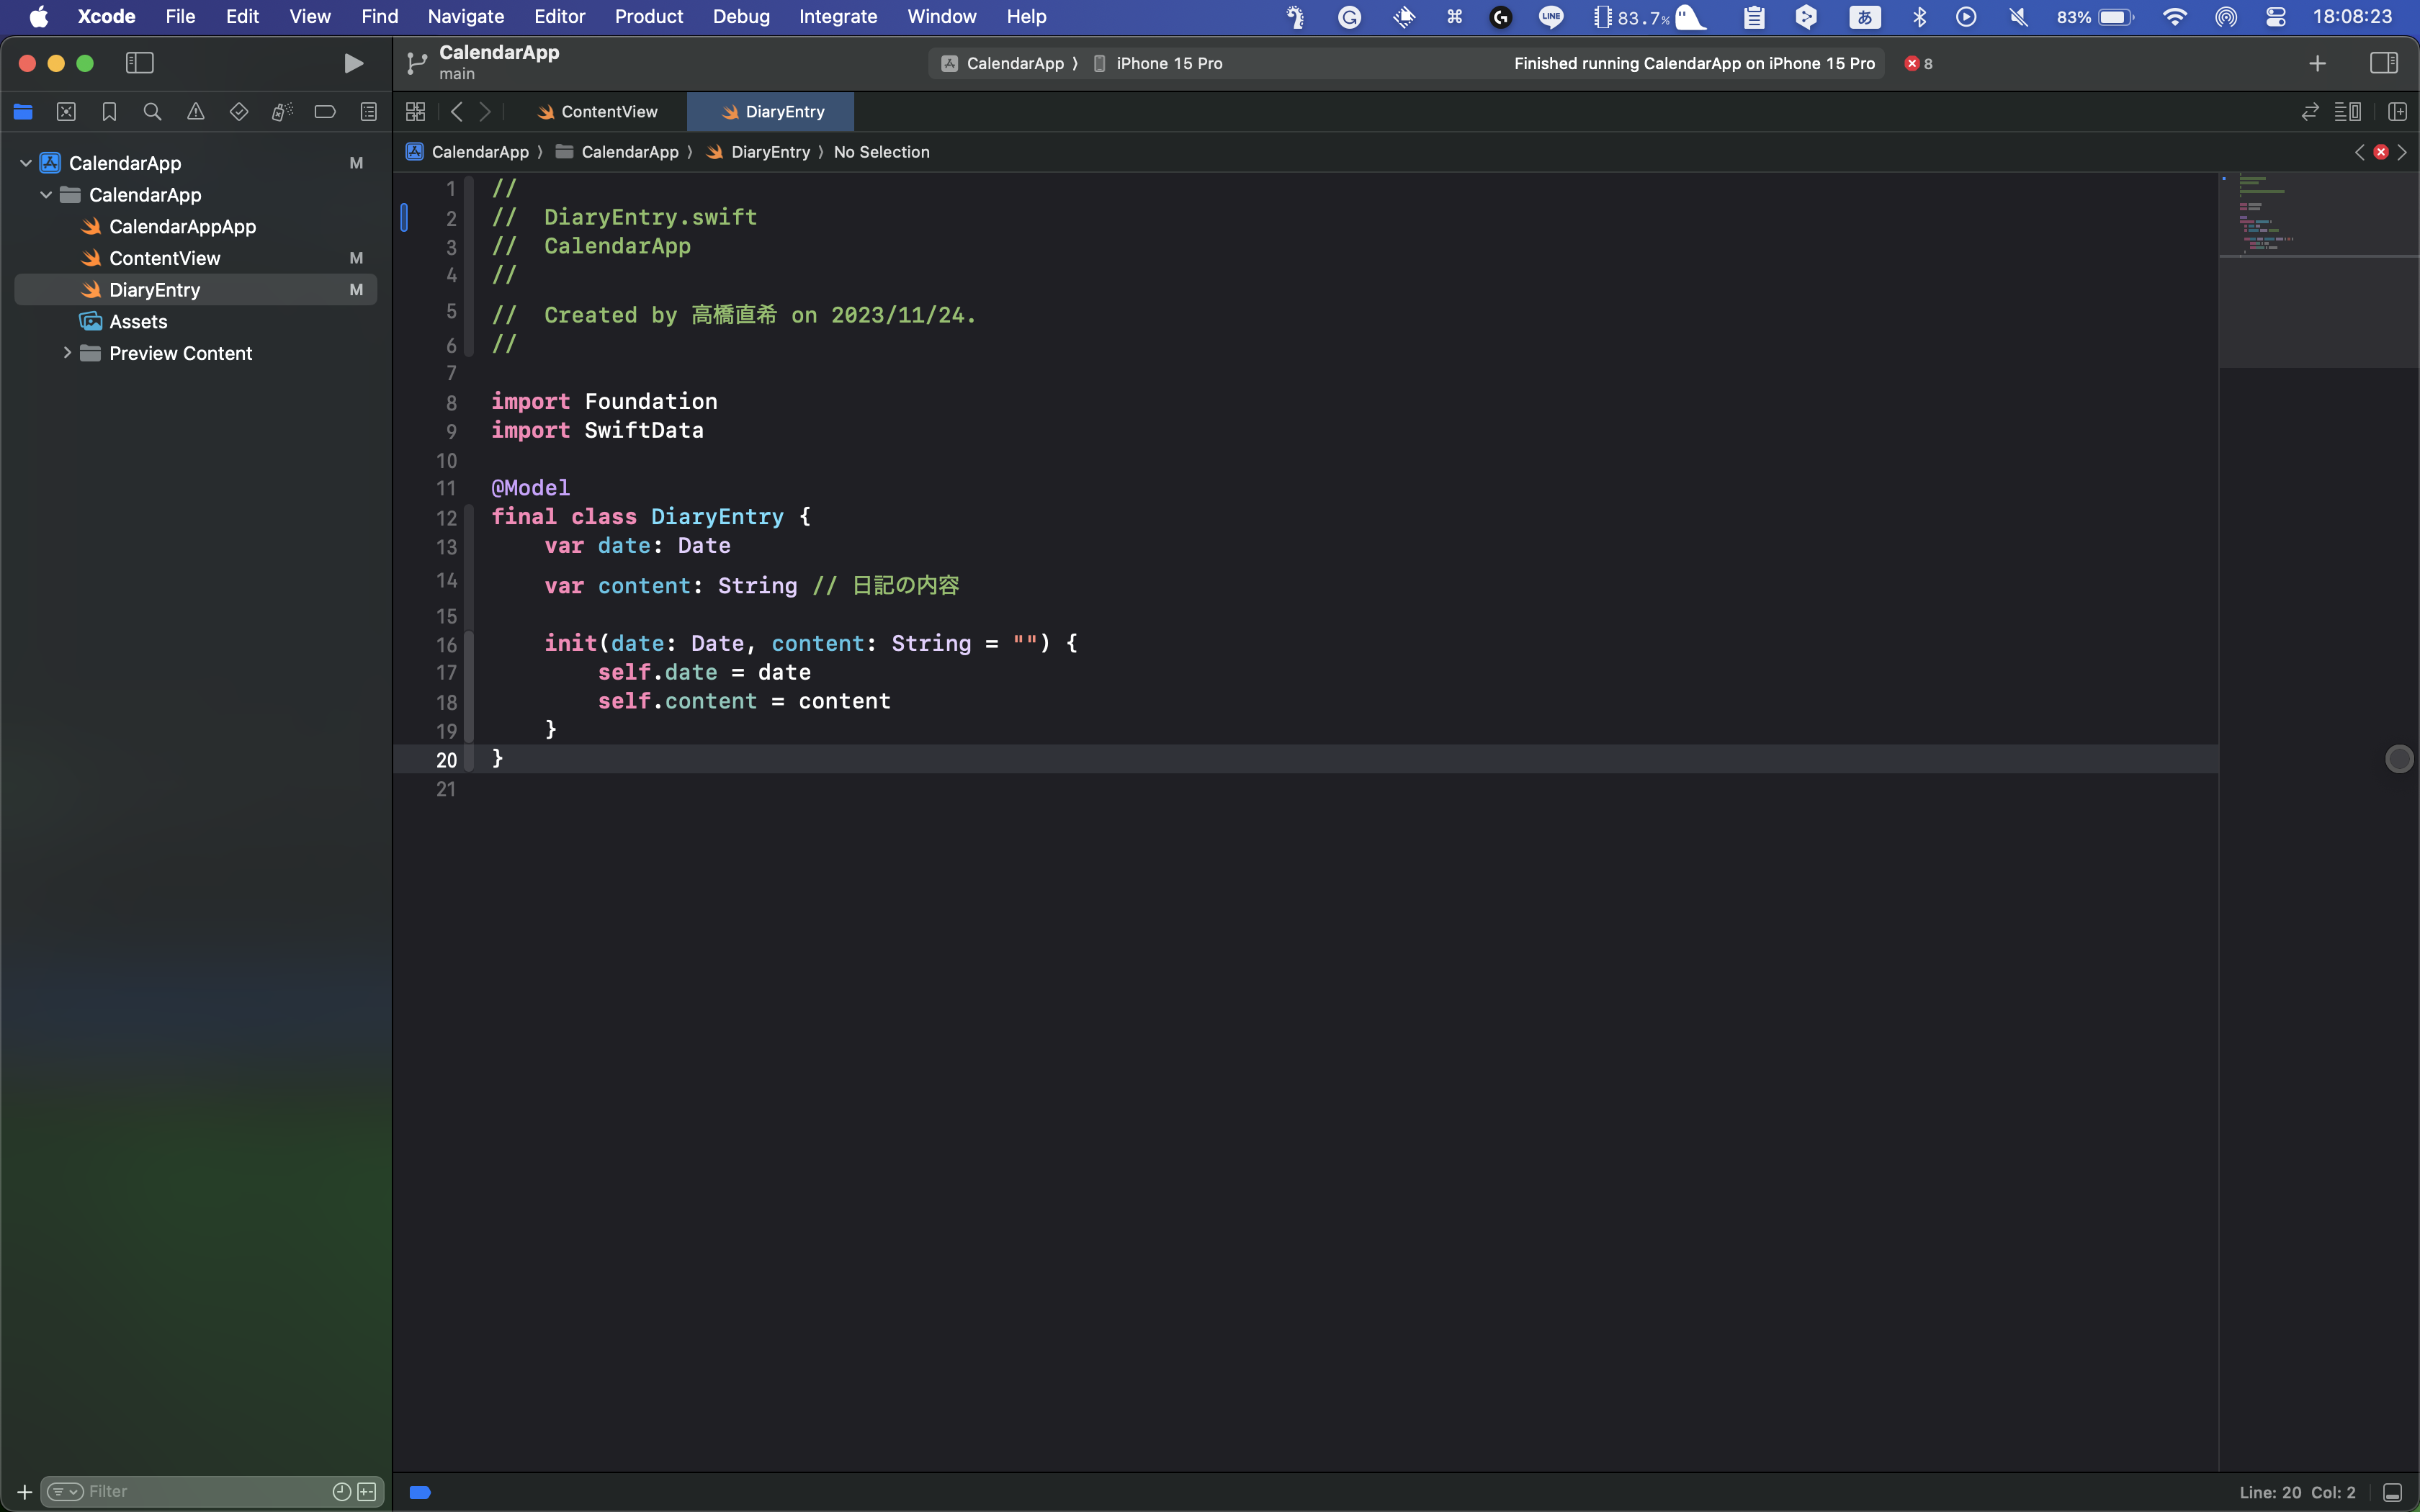 Xcode File Edit View Find Navigate Editor Product Debug Integrate Window Help LINE 83.7% あ 83% 18:08:23
CalendarApp
main
CalendarApp 〉 iPhone 15 Pro Finished running CalendarApp on iPhone 15 Pro 8
ContentView DiaryEntry
CalendarApp 〉 CalendarApp 〉 DiaryEntry 〉 No Selection
CalendarApp M
CalendarApp
CalendarAppApp
ContentView M
DiaryEntry M
Assets
Preview Content
1 //
2 //  DiaryEntry.swift
3 //  CalendarApp
4 //
5 //  Created by 高橋直希 on 2023/11/24.
6 //
7
8 import Foundation
9 import SwiftData
10
11 @Model
12 final class DiaryEntry {
13     var date: Date
14     var content: String // 日記の内容
15
16     init(date: Date, content: String = "") {
17         self.date = date
18         self.content = content
19     }
20 }
21
Filter
Line: 20 Col: 2